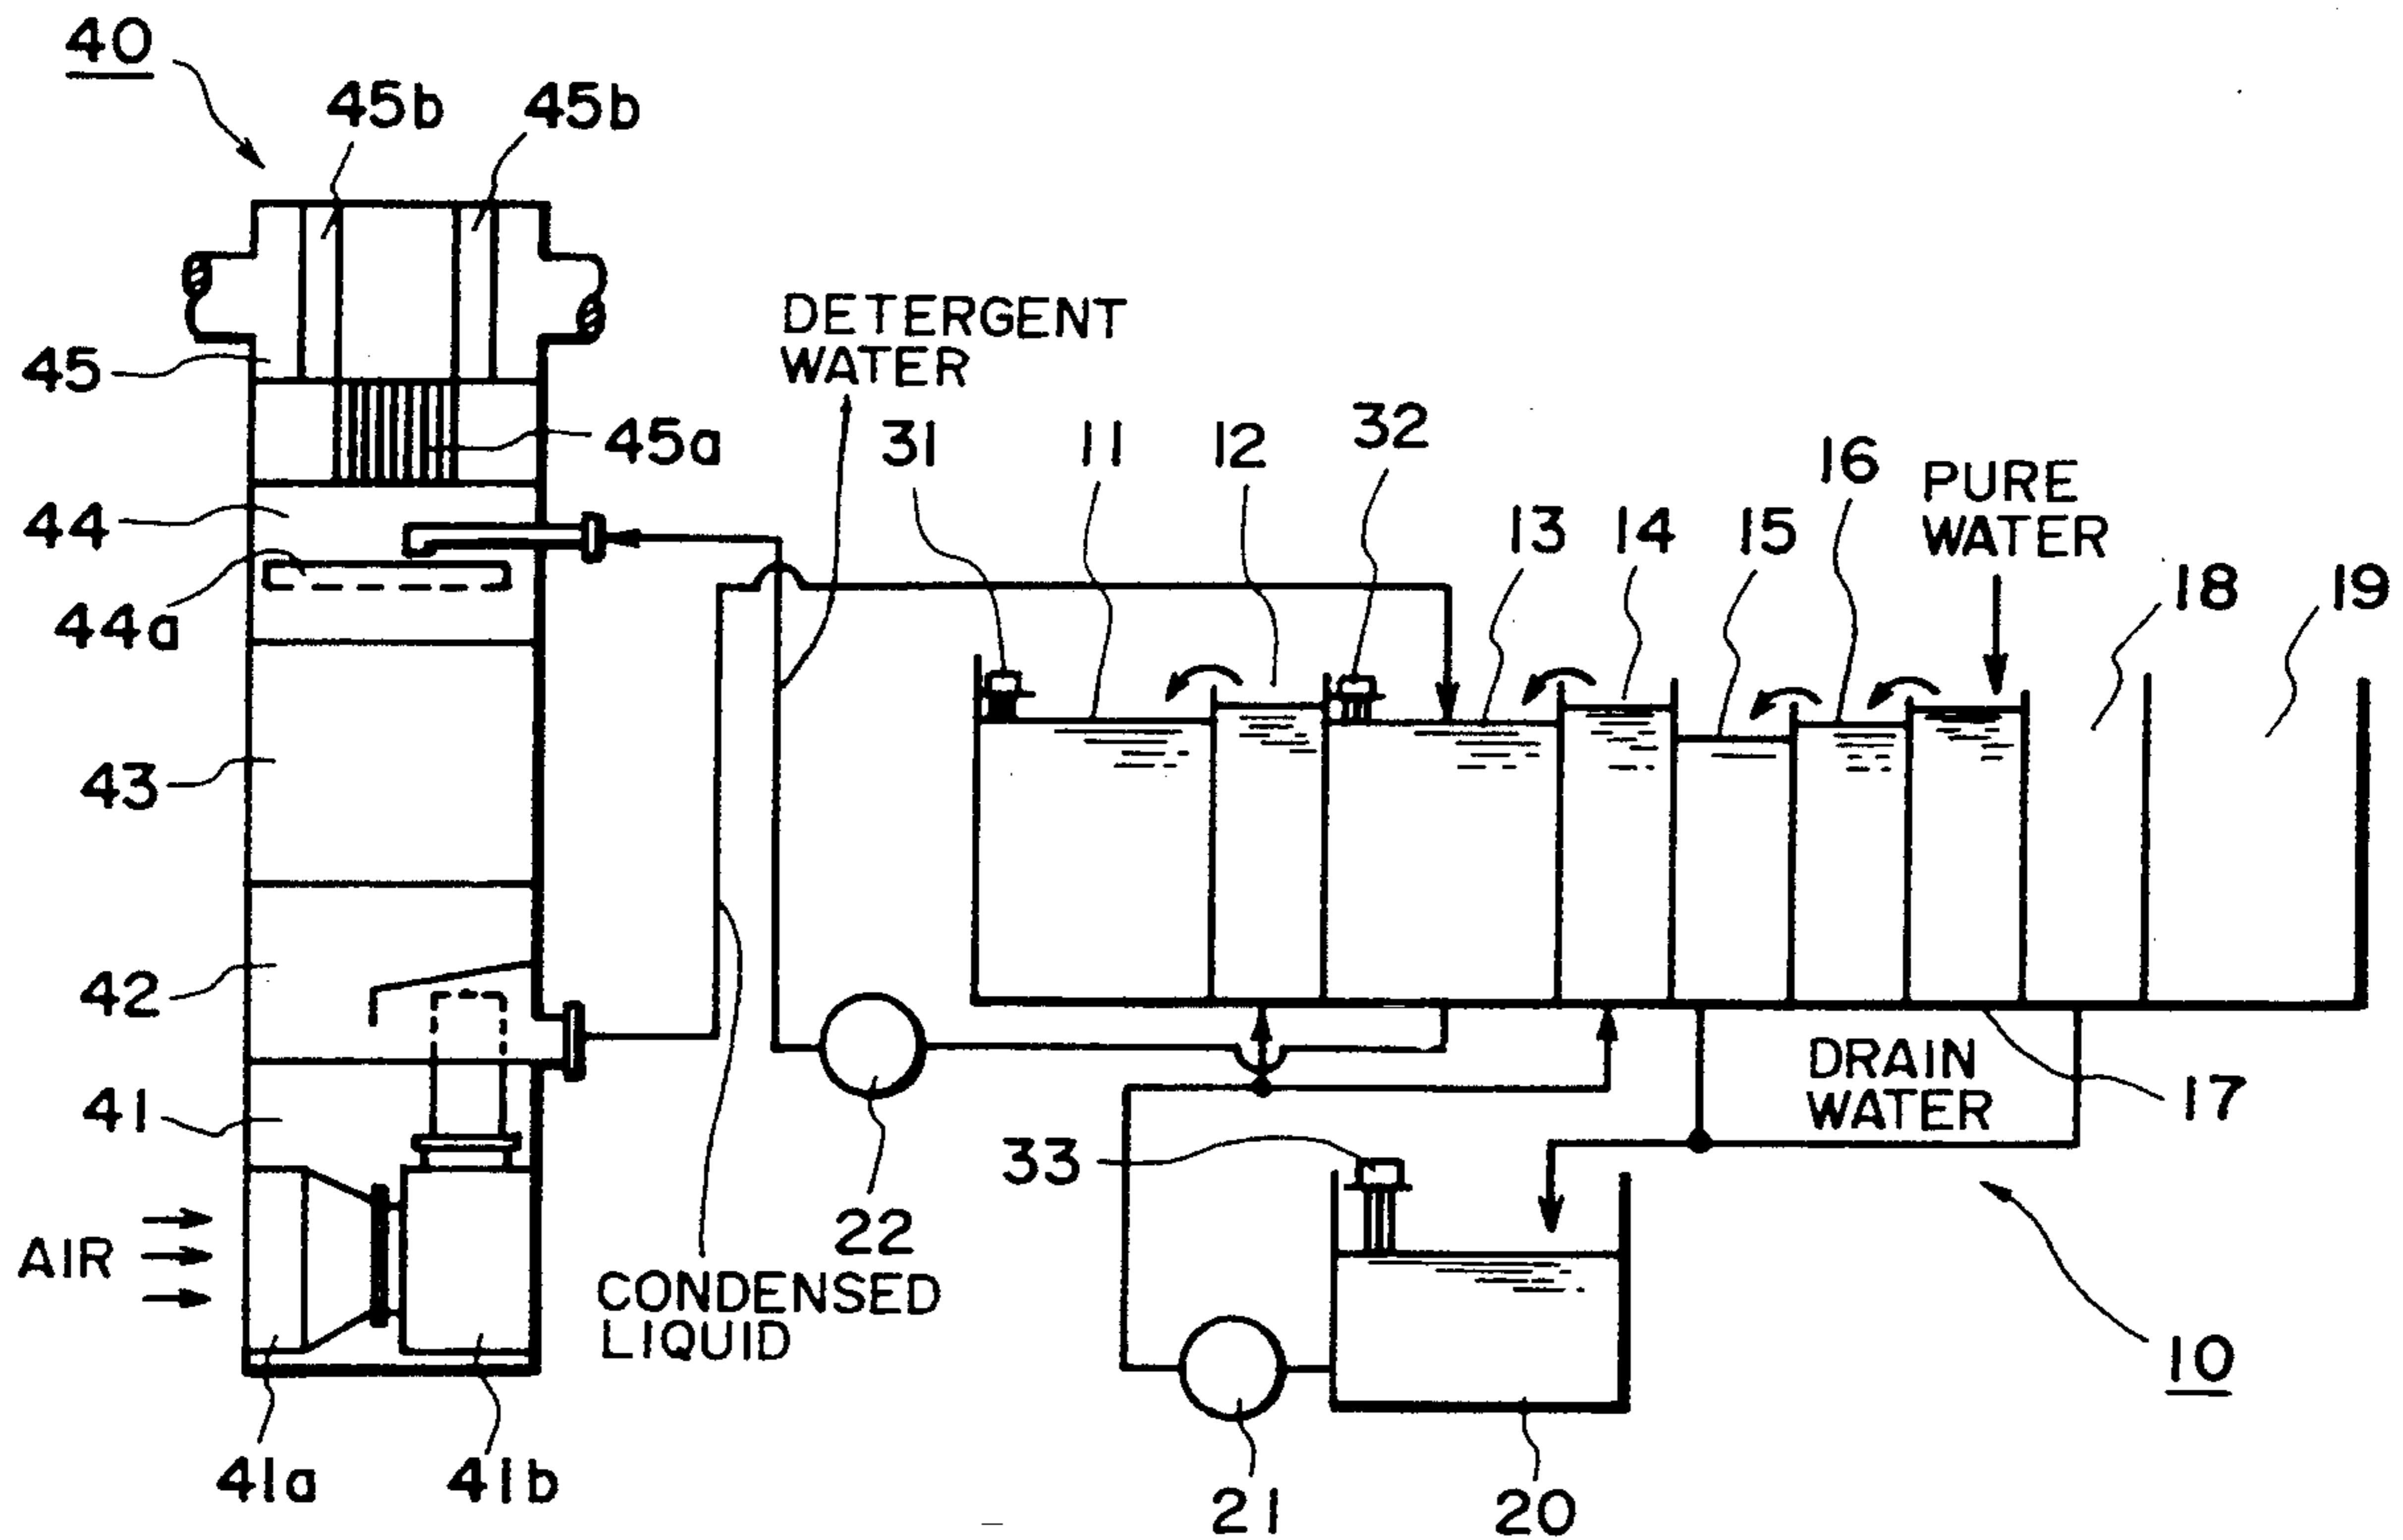 40
45b
45b
DETERGENT
WATER
45
45a
31
11
12
32
16
PURE
WATER
44
13
14
15
18
19
44a
43
42
DRAIN
WATER
41
17
33
22
AIR
CONDENSED
LIQUID
10
41a
41b
21
20